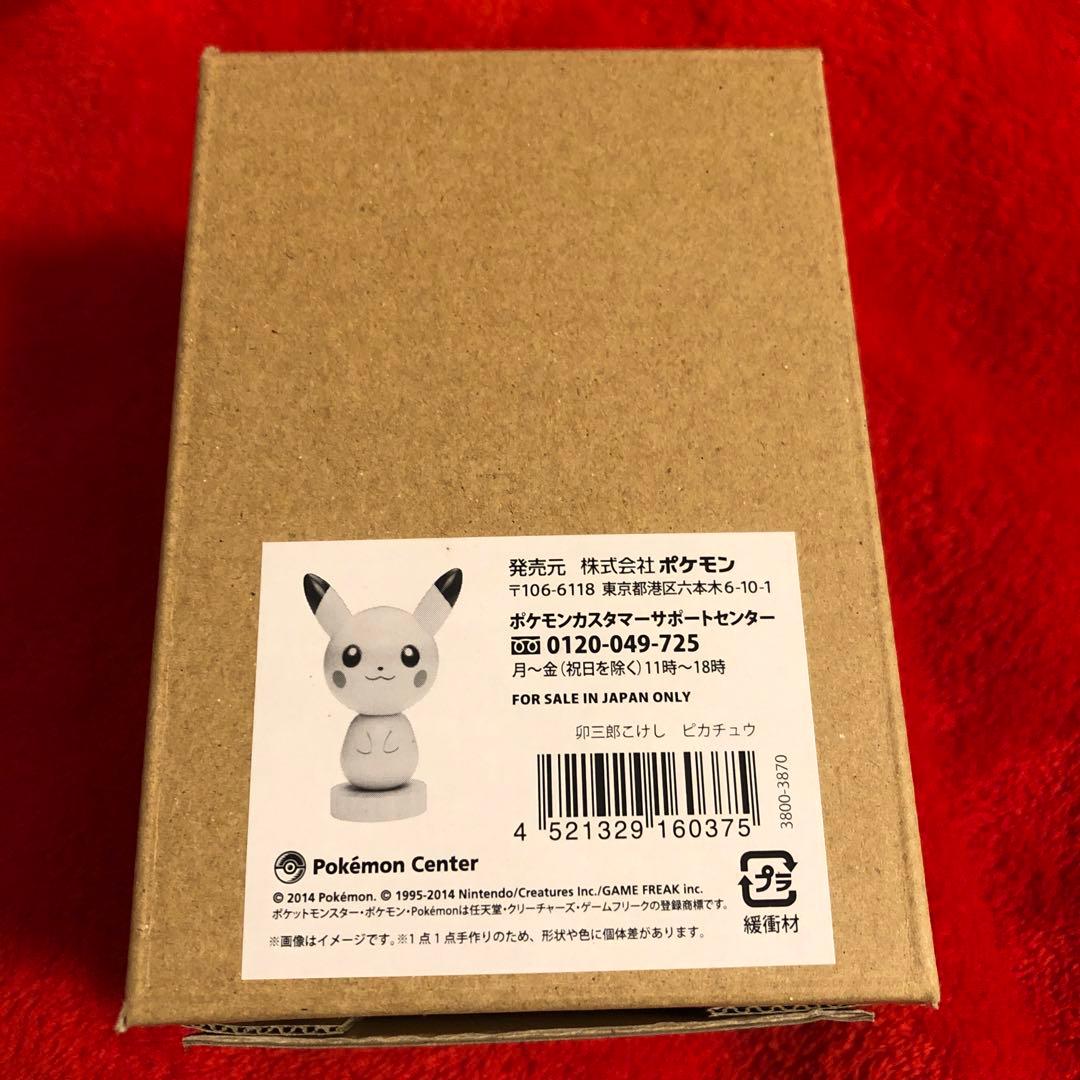 発売元 株式会社 ポケモン
〒106-6118 東京都港区六本木6-10-1
ポケモンカスタマーサポートセンター
0120-049-725
月～金（祝日を除く）11時～18時
FOR SALE IN JAPAN ONLY
卯三郎こけし ピカチュウ
4 521329 160375
3800-3870
Pokémon Center
© 2014 Pokémon. © 1995-2014 Nintendo/Creatures Inc./GAME FREAK inc.
ポケットモンスター・ポケモン・Pokémonは任天堂・クリーチャーズ・ゲームフリークの登録商標です。
※画像はイメージです。※1点1点手作りのため、形状や色に個体差があります。
プラ
緩衝材